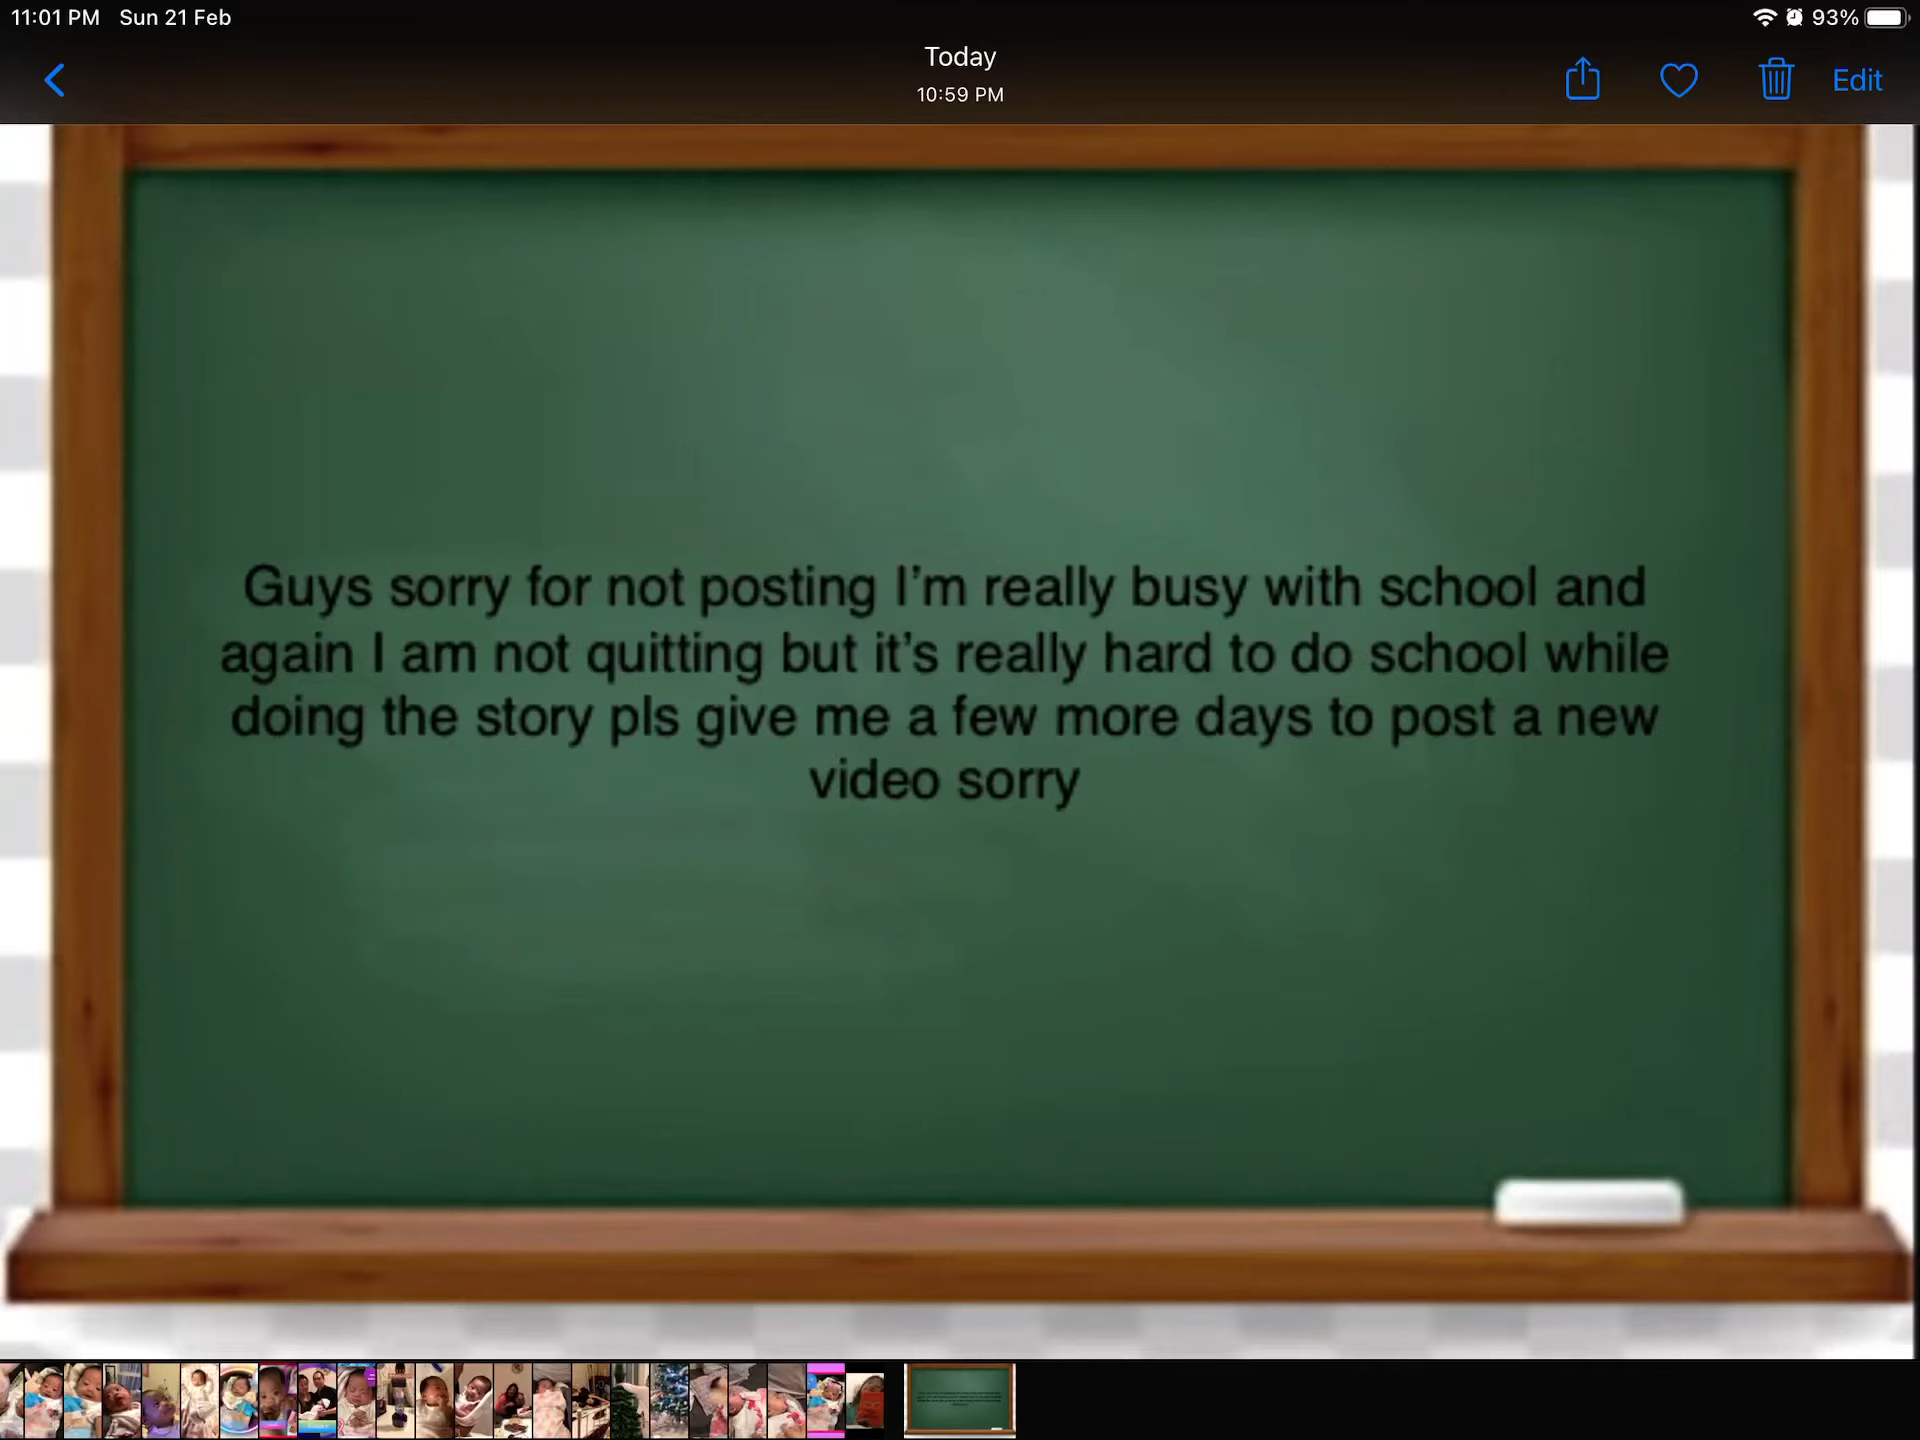 11:01 PM Sun 21 Feb
93%
Today
10:59 PM
Edit
Guys sorry for not posting I'm really busy with school and
again I am not quitting but it's really hard to do school while
doing the story pls give me a few more days to post a new
video sorry